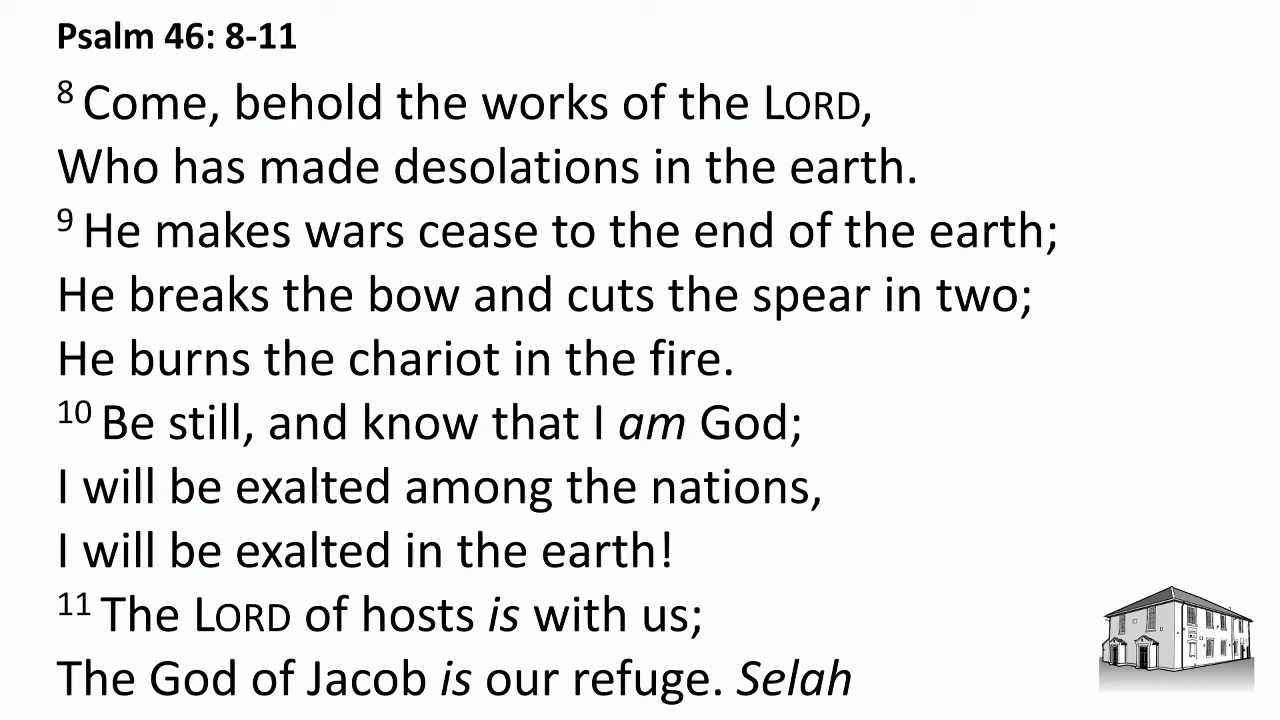 Psalm 46: 8-11
8 Come, behold the works of the LORD,
Who has made desolations in the earth.
9 He makes wars cease to the end of the earth;
He breaks the bow and cuts the spear in two;
He burns the chariot in the fire.
10 Be still, and know that I am God;
I will be exalted among the nations,
I will be exalted in the earth!
11 The LORD of hosts is with us;
The God of Jacob is our refuge. Selah